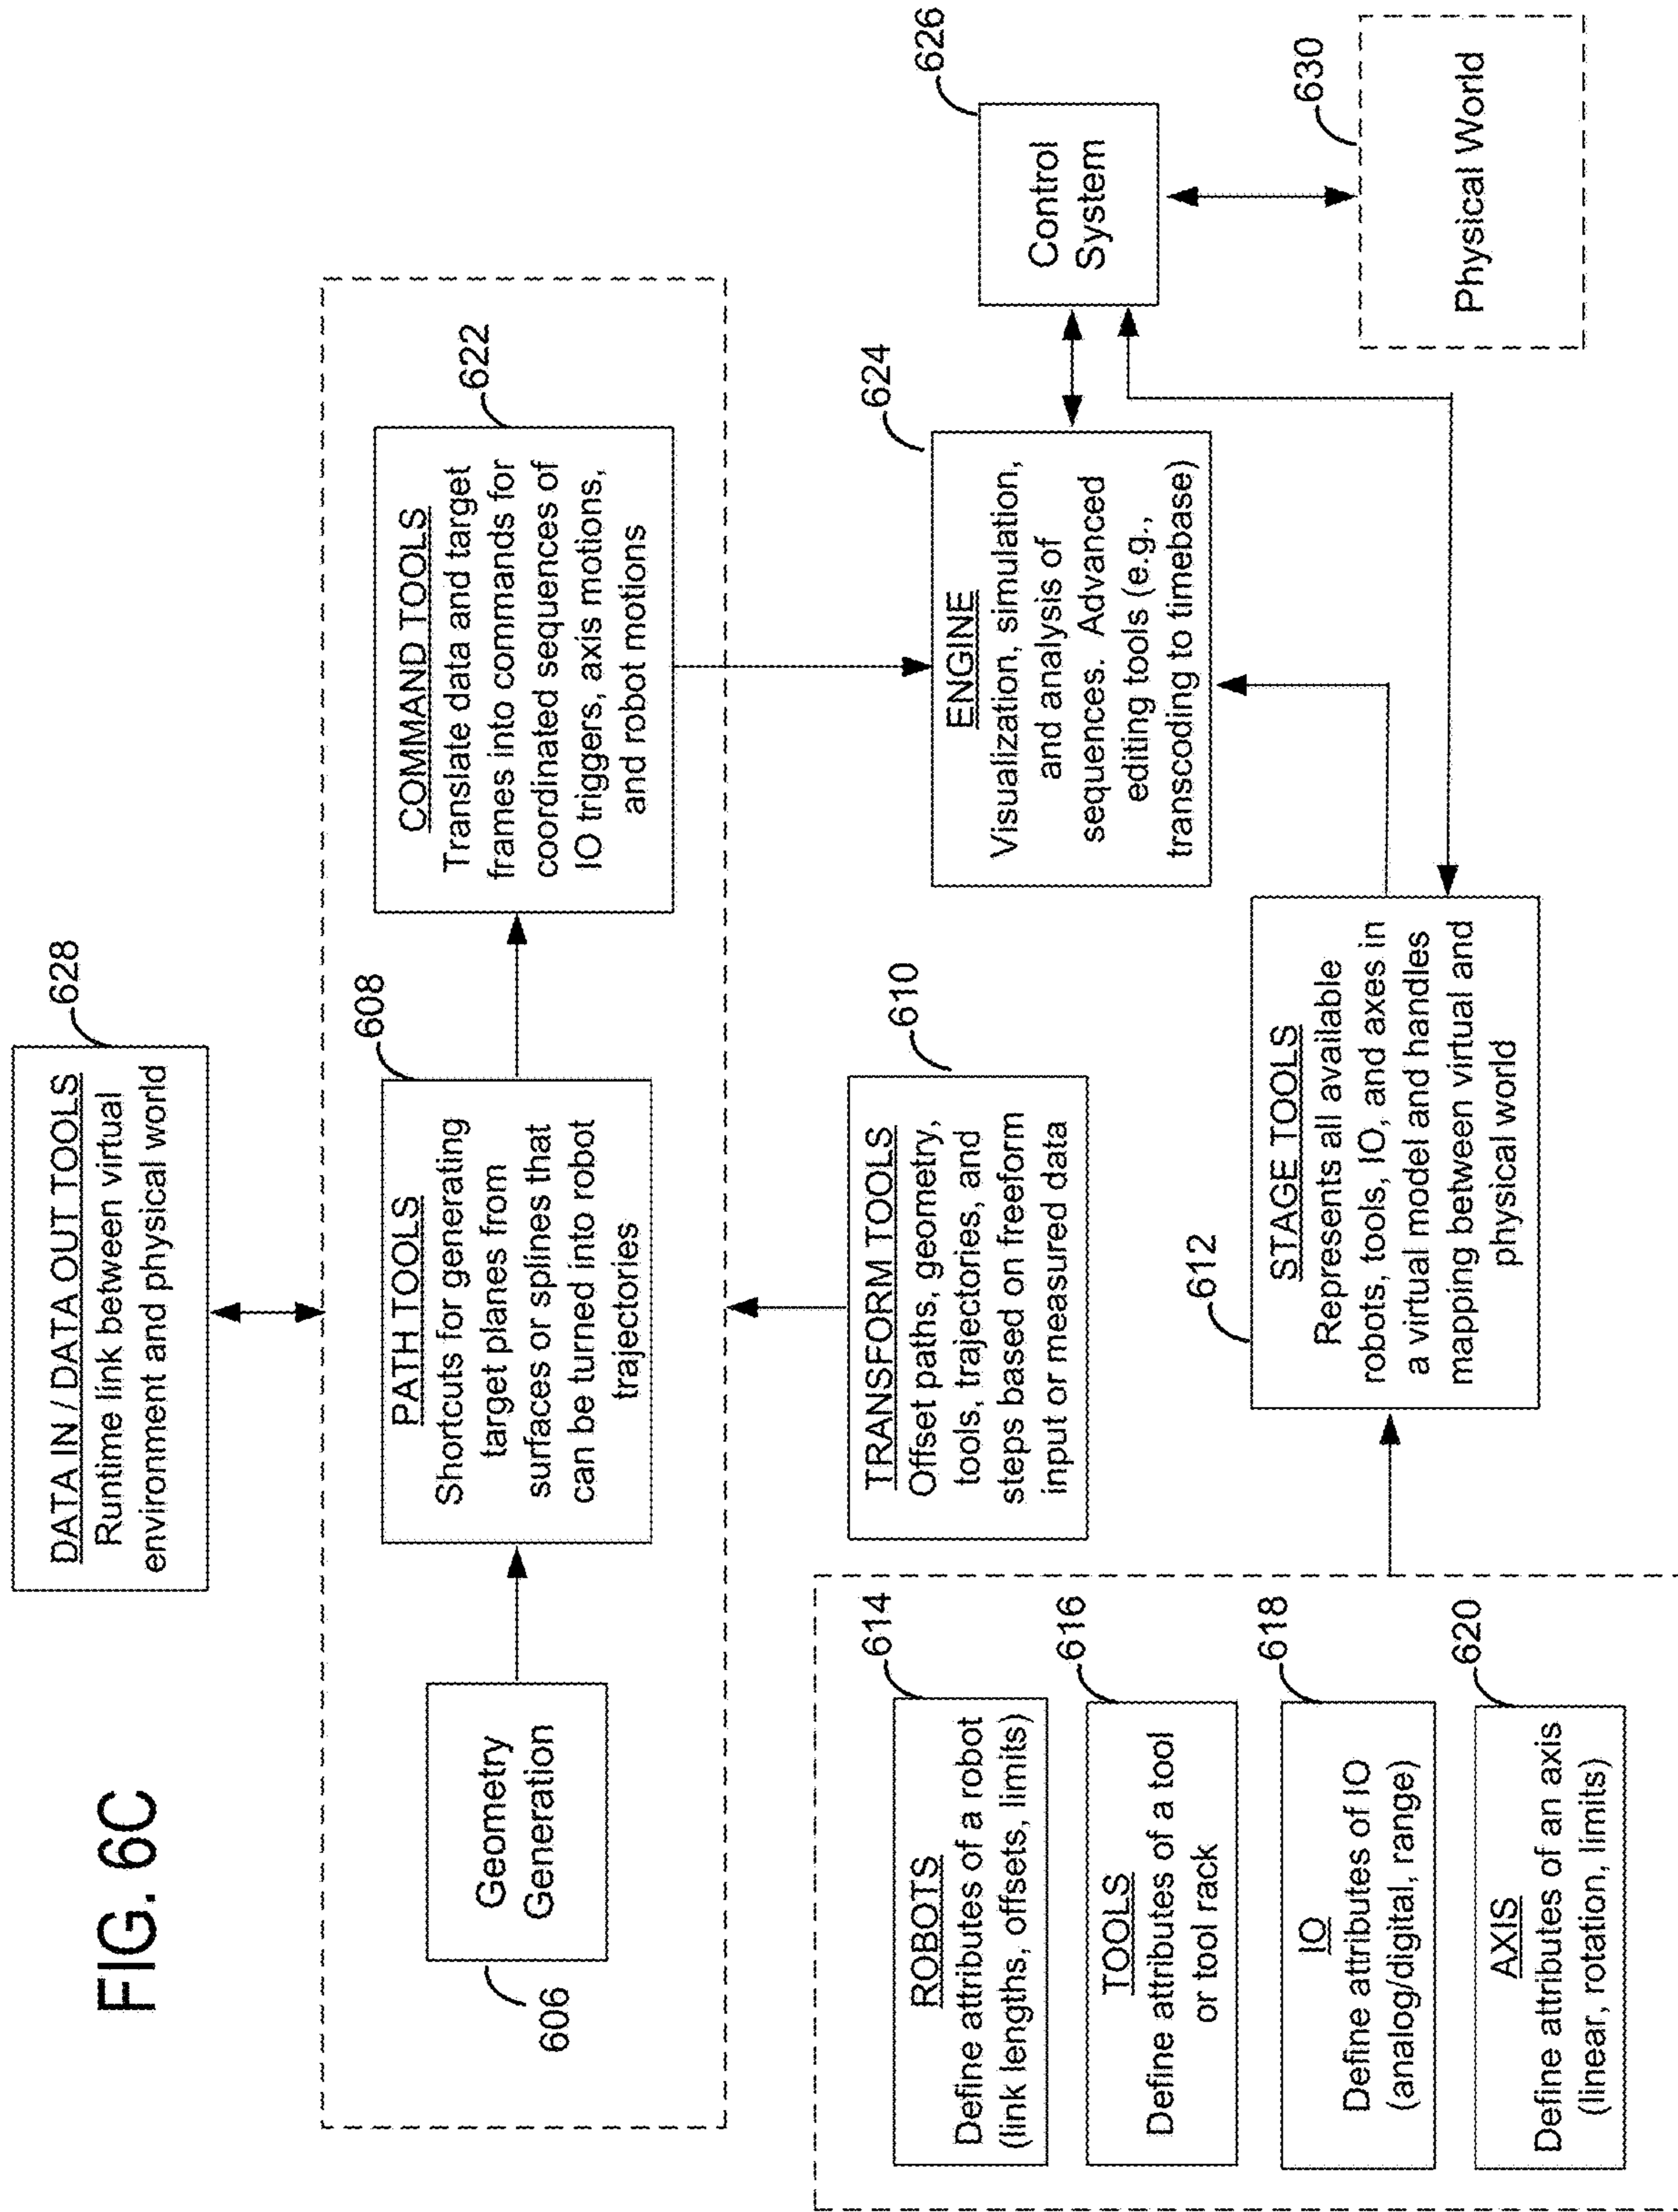 FIG. 6C
DATA IN / DATA OUT TOOLS
Runtime link between virtual
environment and physical world
628
606
Geometry
Generation
PATH TOOLS
Shortcuts for generating
target planes from
surfaces or splines that
can be turned into robot
trajectories
608
COMMAND TOOLS
Translate data and target
frames into commands for
coordinated sequences of
IO triggers, axis motions,
and robot motions
622
TRANSFORM TOOLS
Offset paths, geometry,
tools, trajectories, and
steps based on freeform
input or measured data
610
ENGINE
Visualization, simulation,
and analysis of
sequences. Advanced
editing tools (e.g.,
transcoding to timebase)
624
Control
System
626
ROBOTS
Define attributes of a robot
(link lengths, offsets, limits)
614
TOOLS
Define attributes of a tool
or tool rack
616
IO
Define attributes of IO
(analog/digital, range)
618
AXIS
Define attributes of an axis
(linear, rotation, limits)
620
612
STAGE TOOLS
Represents all available
robots, tools, IO, and axes in
a virtual model and handles
mapping between virtual and
physical world
630
Physical World